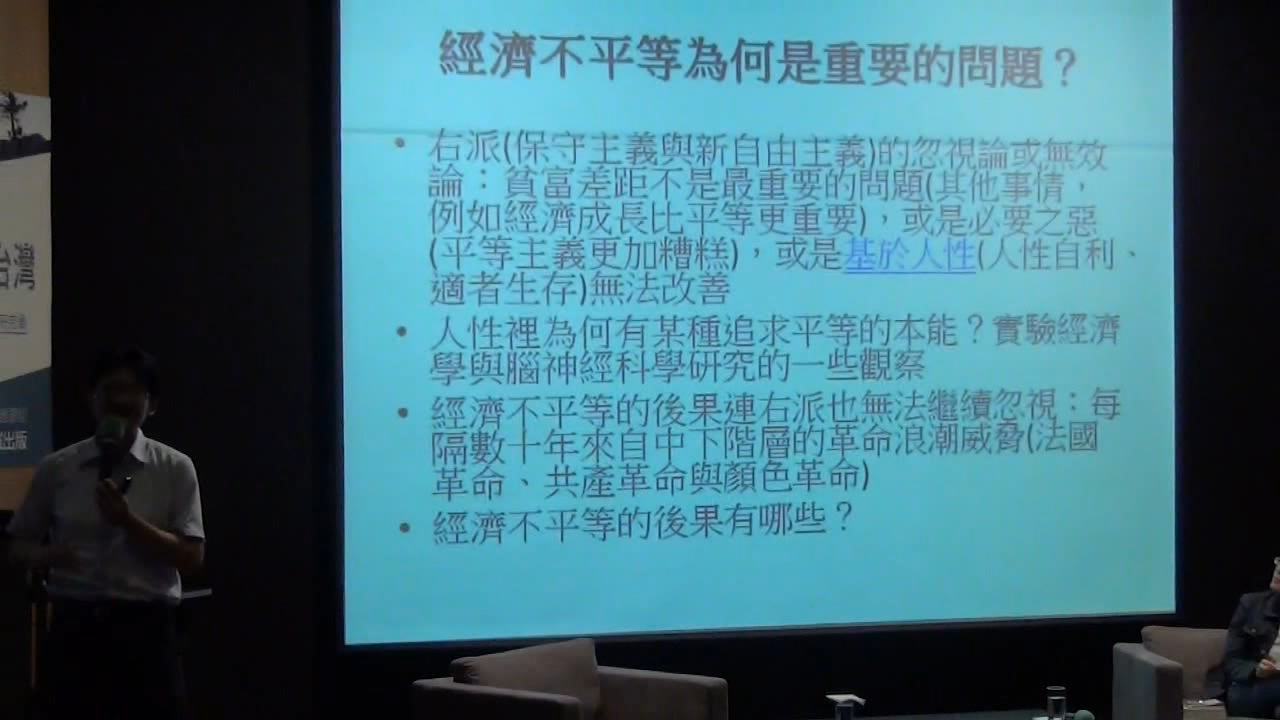 經濟不平等為何是重要的問題？
• 右派(保守主義與新自由主義)的忽視論或無效
論：貧富差距不是最重要的問題(其他事情，
例如經濟成長比平等更重要)，或是必要之惡
(平等主義更加糟糕)，或是基於人性(人性自利、
適者生存)無法改善
• 人性裡為何有某種追求平等的本能？實驗經濟
學與腦神經科學研究的一些觀察
• 經濟不平等的後果連右派也無法繼續忽視：每
隔數十年來自中下階層的革命浪潮威脅(法國
革命、共產革命與顏色革命)
• 經濟不平等的後果有哪些？
台灣
出版